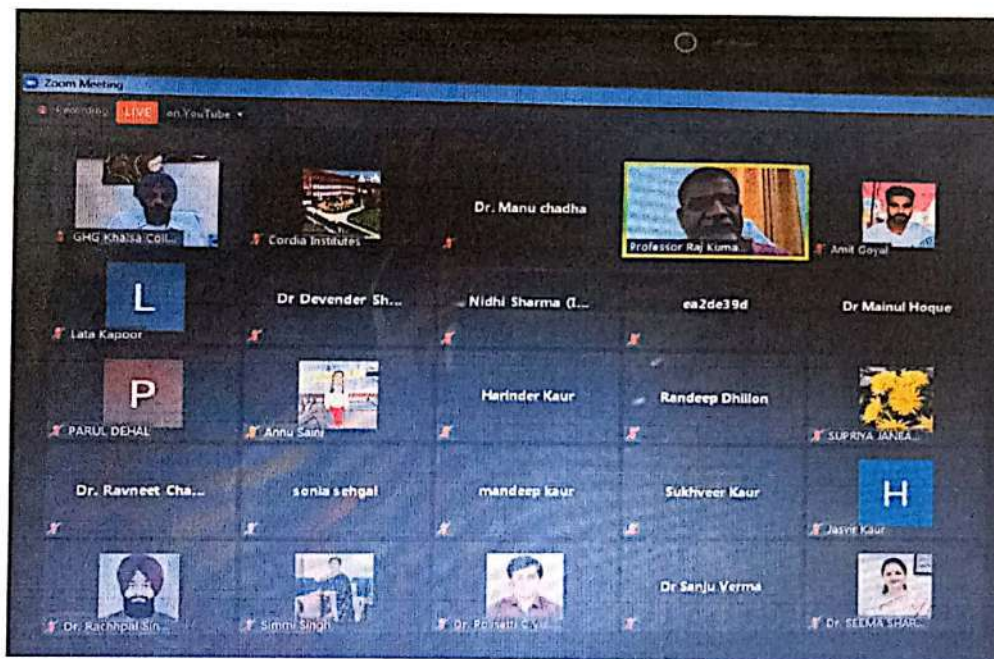 Zoom Meeting
Recording LIVE on YouTube
GHG Khalsa Coll...
Cordia Institutes
Dr. Manu chadha
Professor Raj Kuma...
Amit Goyal
L
Lata Kapoor
Dr Devender Sh...
Nidhi Sharma (I...
ea2de39d
Dr Mainul Hoque
P
PARUL DEHAL
Annu Saini
Harinder Kaur
Randeep Dhillon
SUPRIYA JANEA...
Dr. Ravneet Cha...
sonia sehgal
mandeep kaur
Sukhveer Kaur
H
Jasvir Kaur
Dr. Rachhpal Sin...
Simmi Singh
Dr. Polisetti C.V...
Dr Sanju Verma
Dr. SEEMA SHAR...